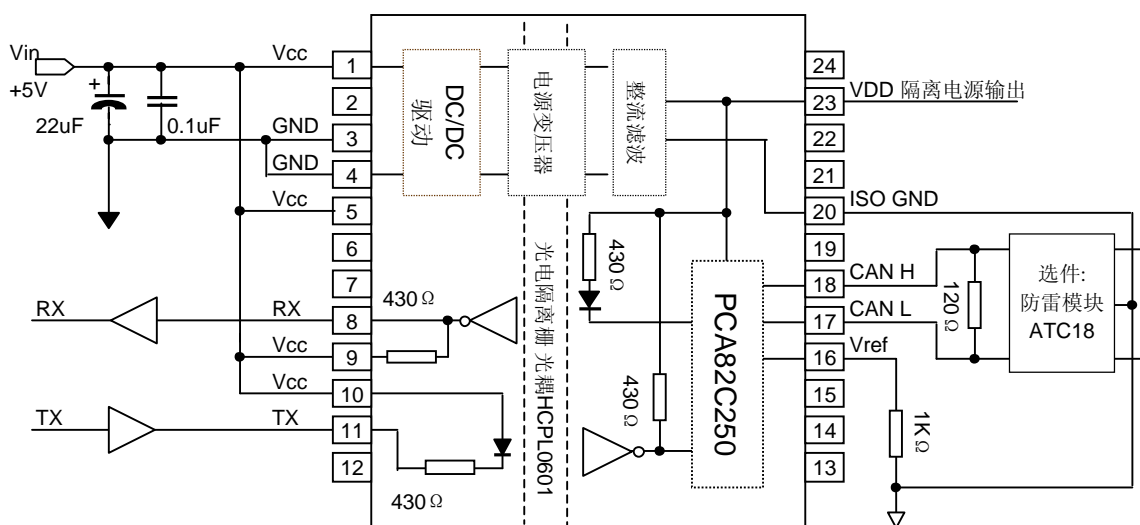 Vin
+5V
+
22uF
0.1uF
Vcc
GND
GND
Vcc
RX
RX
Vcc
Vcc
TX
TX
1
2
3
4
5
6
7
8
9
10
11
12
430Ω
430Ω
DC/DC
驱动
电源变压器
整流滤波
光电隔离栅 光耦HCPL0601
430Ω
430Ω
PCA82C250
24
23
22
21
20
19
18
17
16
15
14
13
VDD 隔离电源输出
ISO GND
CAN H
CAN L
Vref
120Ω
1KΩ
选件:
防雷模块
ATC18